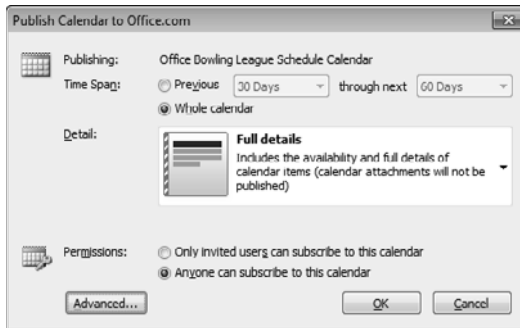 Publish Calendar to Office.com
Publishing: Office Bowling League Schedule Calendar
Time Span: Previous 30 Days through next 60 Days
Whole calendar
Detail: Full details
Includes the availability and full details of
calendar items (calendar attachments will not be
published)
Permissions: Only invited users can subscribe to this calendar
Anyone can subscribe to this calendar
Advanced... OK Cancel